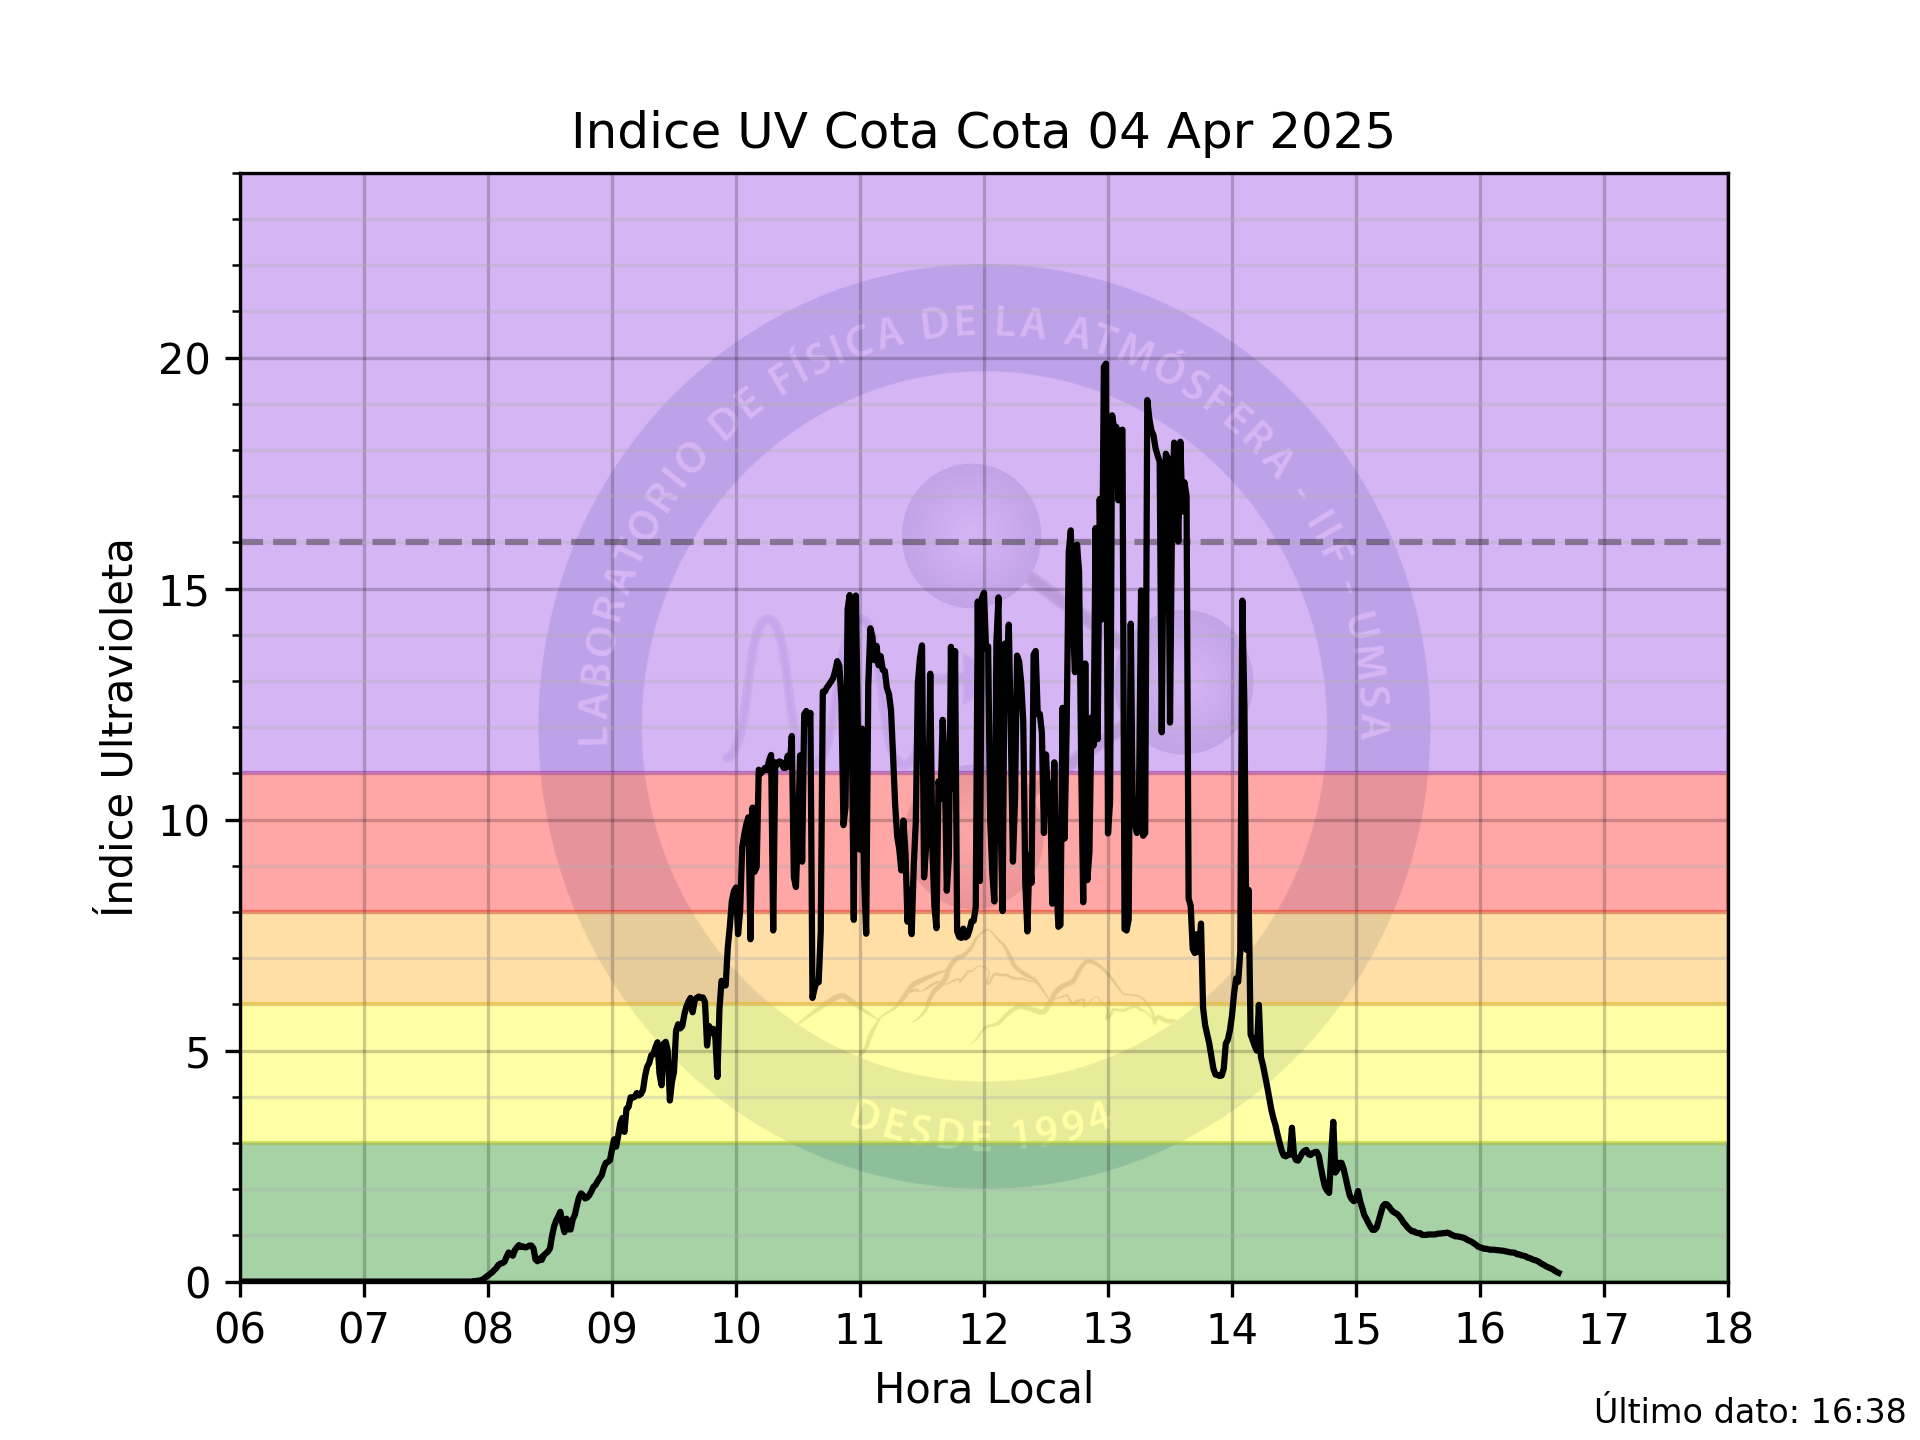 Indice UV Cota Cota 04 Apr 2025
Índice Ultravioleta
20
15
10
5
0
LABORATORIO DE FÍSICA DE LA ATMÓSFERA - IIF - UMSA
DESDE 1994
06 07 08 09 10 11 12 13 14 15 16 17 18
Hora Local
Último dato: 16:38